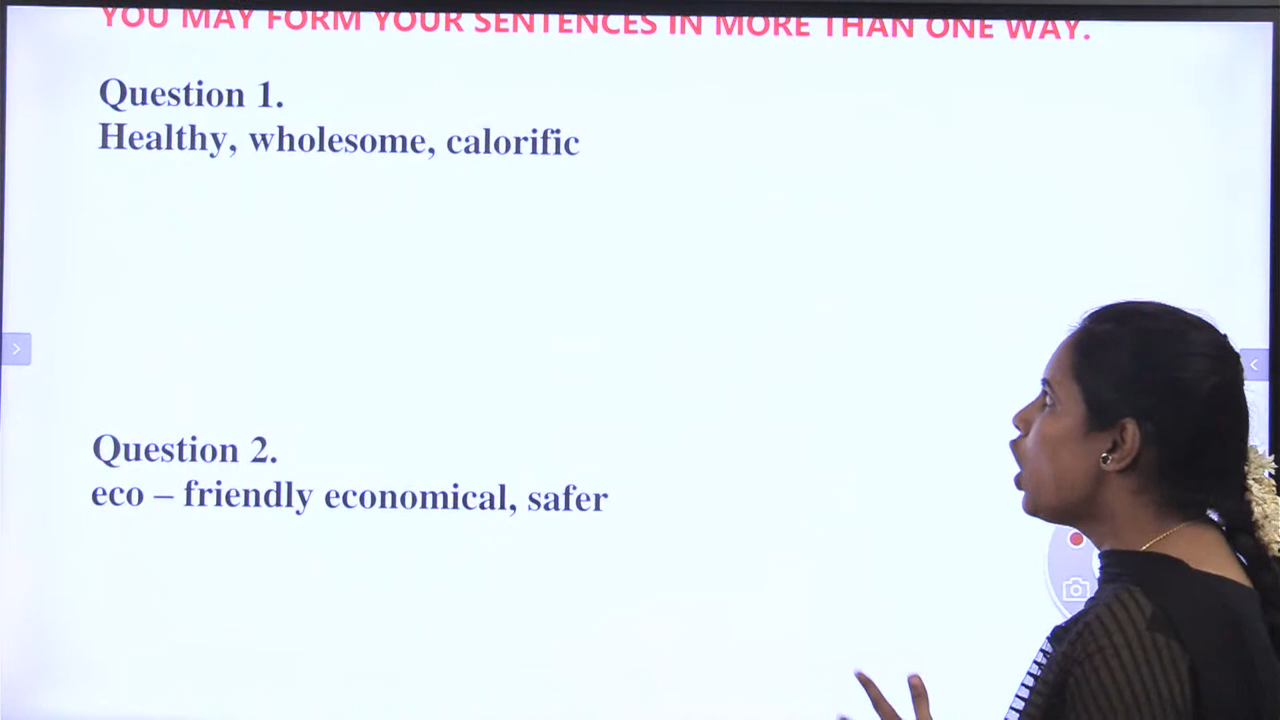 YOU MAY FORM YOUR SENTENCES IN MORE THAN ONE WAY.
Question 1.
Healthy, wholesome, calorific
Question 2.
eco – friendly economical, safer